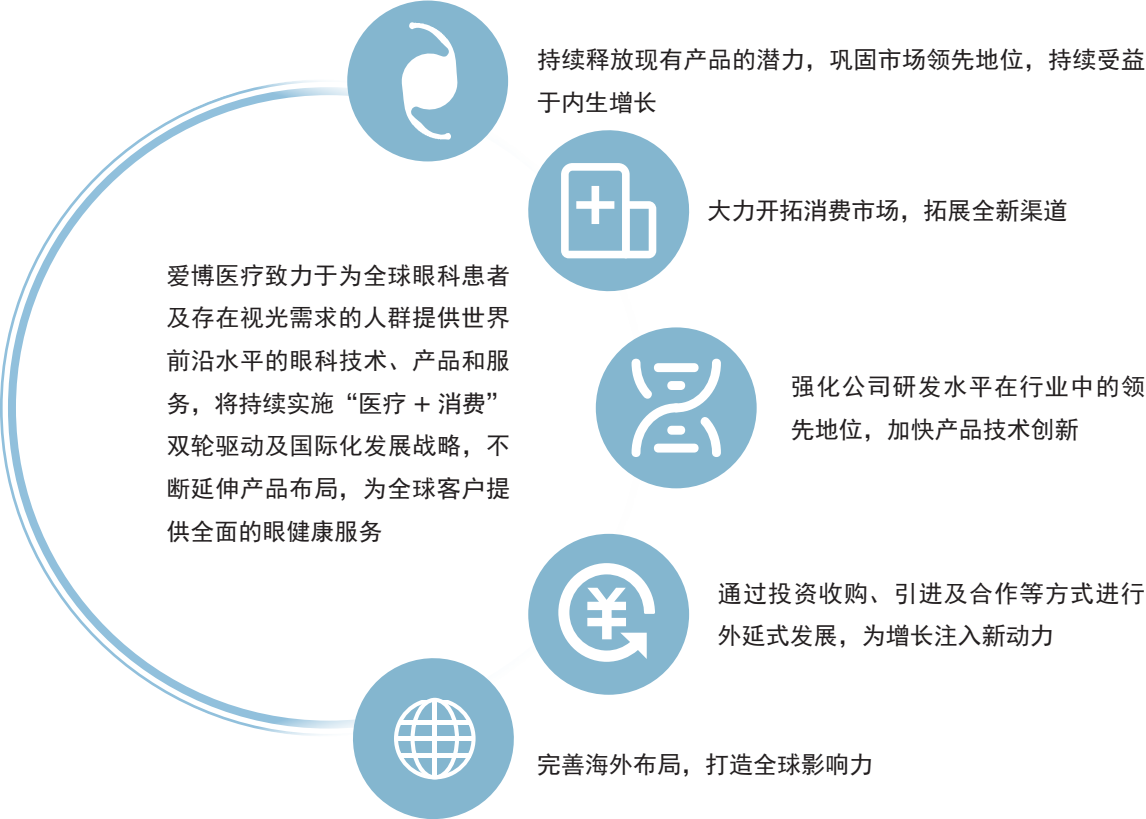 持续释放现有产品的潜力，巩固市场领先地位，持续受益
于内生增长
大力开拓消费市场，拓展全新渠道
爱博医疗致力于为全球眼科患者
及存在视光需求的人群提供世界
前沿水平的眼科技术、产品和服
务，将持续实施“医疗 + 消费”
双轮驱动及国际化发展战略，不
断延伸产品布局，为全球客户提
供全面的眼健康服务
强化公司研发水平在行业中的领
先地位，加快产品技术创新
通过投资收购、引进及合作等方式进行
外延式发展，为增长注入新动力
完善海外布局，打造全球影响力